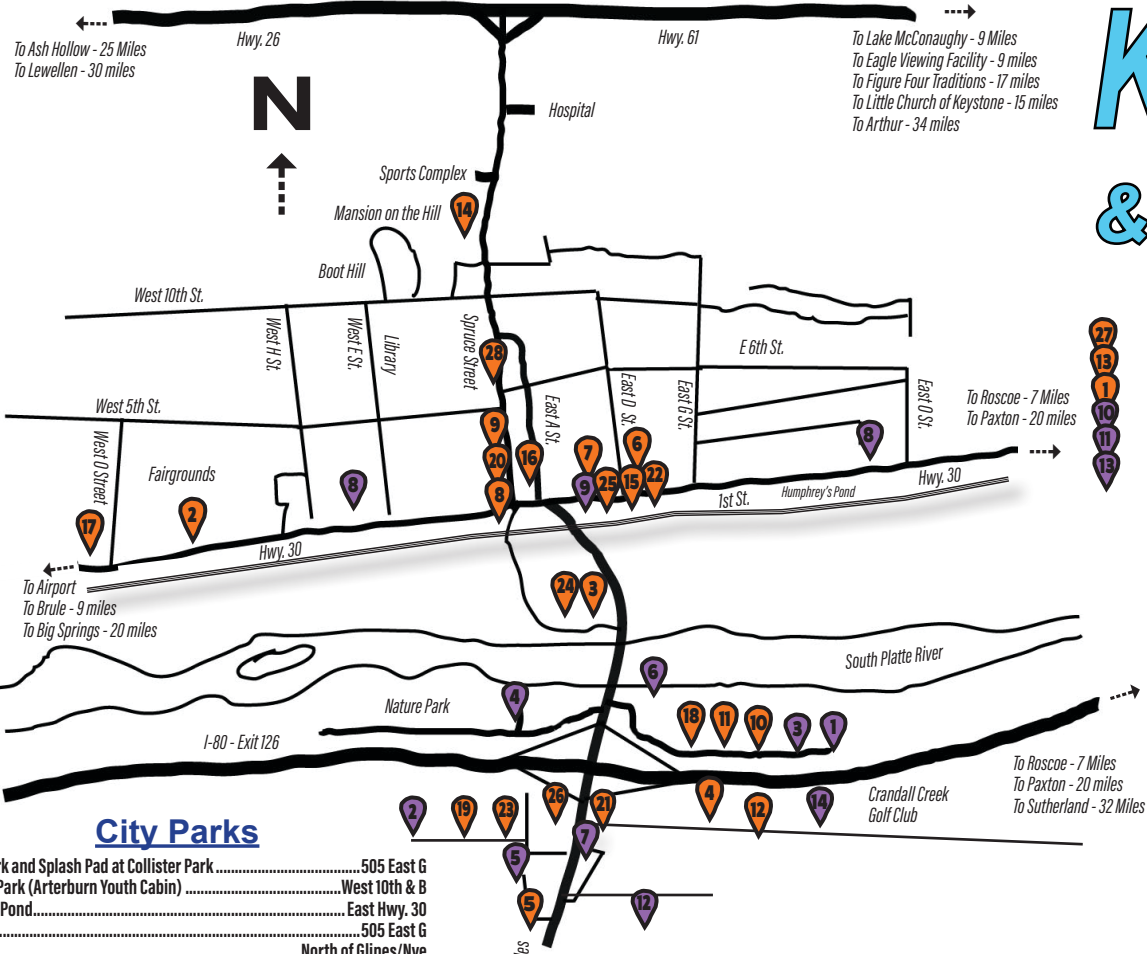 Hwy. 26
Hwy. 61
To Ash Hollow - 25 Miles
To Lewellen - 30 miles
To Lake McConaughy - 9 Miles
To Eagle Viewing Facility - 9 miles
To Figure Four Traditions - 17 miles
To Little Church of Keystone - 15 miles
To Arthur - 34 miles
K
&
N
Hospital
Sports Complex
Mansion on the Hill
14
Boot Hill
West 10th St.
West H St.
West E St.
Library
Spruce Street
28
E 6th St.
27
13
1
10
11
13
West 5th St.
West O Street
Fairgrounds
East A St.
East D St.
East G St.
East O St.
To Roscoe - 7 Miles
To Paxton - 20 miles
9
20
8
16
7
9
25
6
15
22
8
8
17
2
1st St.
Humphrey's Pond
Hwy. 30
Hwy. 30
To Airport
To Brule - 9 miles
To Big Springs - 20 miles
24
3
South Platte River
6
4
Nature Park
18
11
10
3
1
I-80 - Exit 126
To Roscoe - 7 Miles
To Paxton - 20 miles
To Sutherland - 32 Miles
Crandall Creek
Golf Club
2
19
23
26
21
4
12
14
7
5
5
12
City Parks
rk and Splash Pad at Collister Park 505 East G
Park (Arterburn Youth Cabin) West 10th & B
Pond East Hwy. 30
505 East G
North of Glines/Nye
les